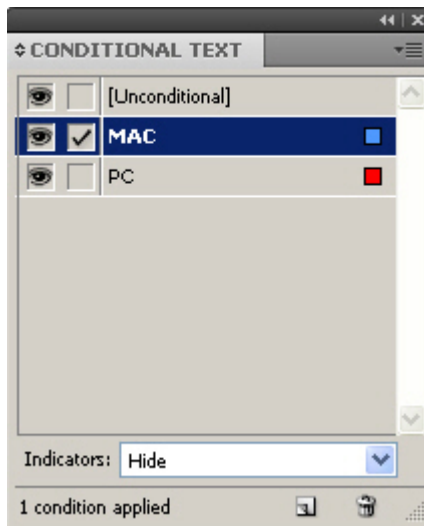 CONDITIONAL TEXT
[Unconditional]
MAC
PC
Indicators: Hide
1 condition applied